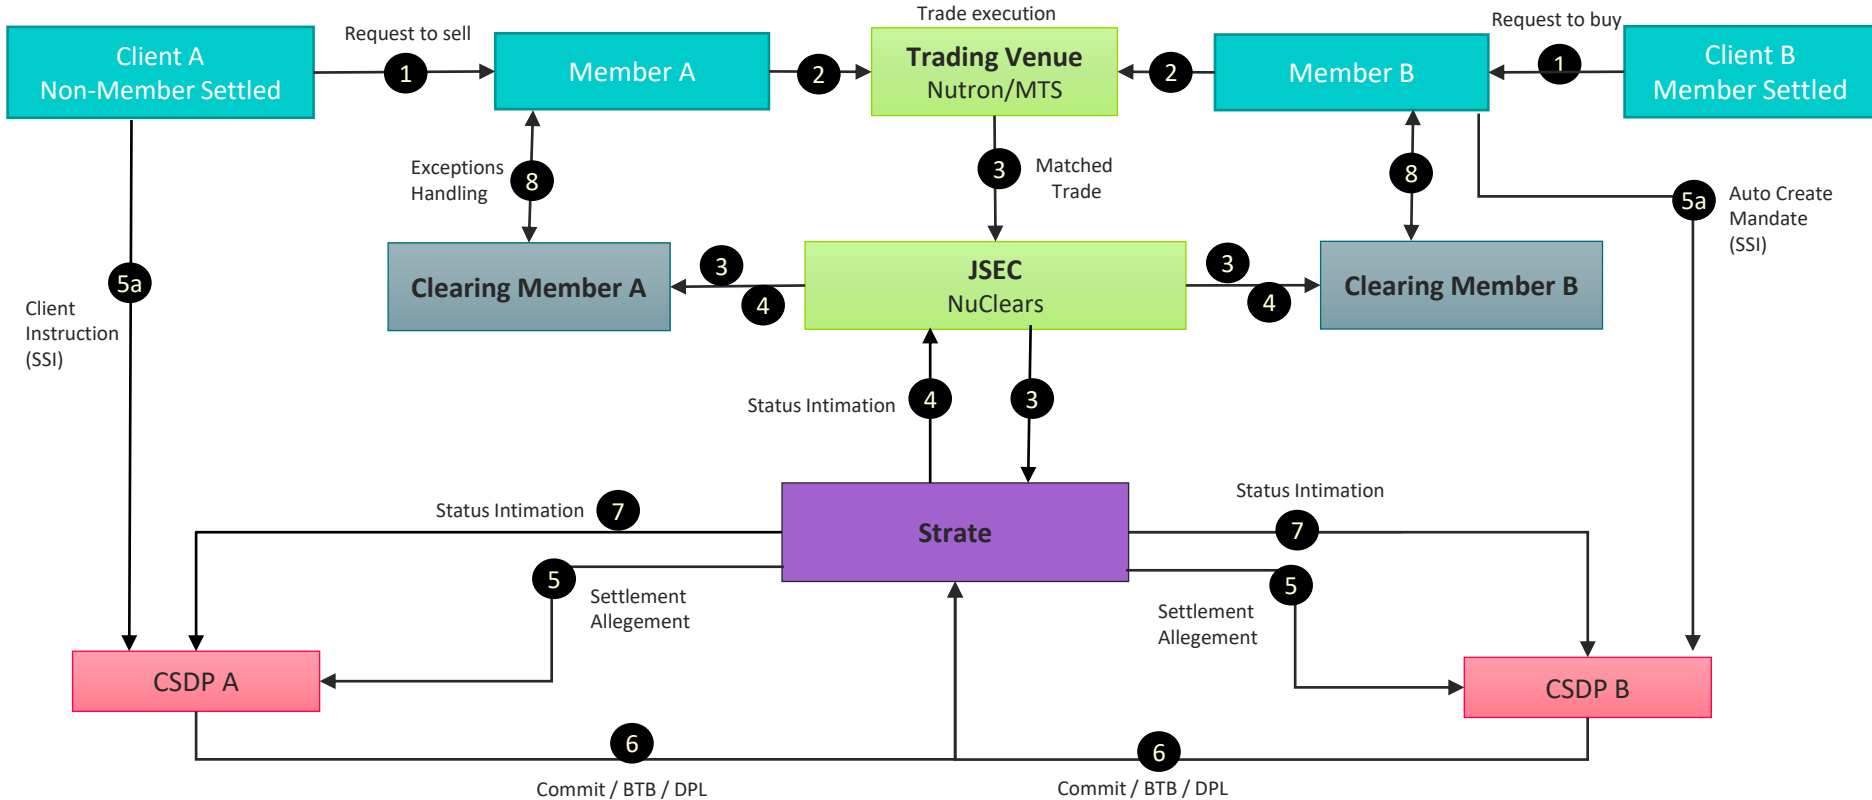 Trade execution
Request to sell
Request to buy
Client A
Non-Member Settled
1
Member A
2
Trading Venue
Nutron/MTS
2
Member B
1
Client B
Member Settled
Exceptions
Handling
8
3
Matched
Trade
8
5a
Auto Create
Mandate
(SSI)
5a
Client
Instruction
(SSI)
Clearing Member A
3
4
JSEC
NuClears
3
4
Clearing Member B
Status Intimation
4
3
Status Intimation
7
Strate
Status Intimation
7
5
Settlement
Allegement
5
Settlement
Allegement
CSDP A
CSDP B
6
Commit / BTB / DPL
6
Commit / BTB / DPL